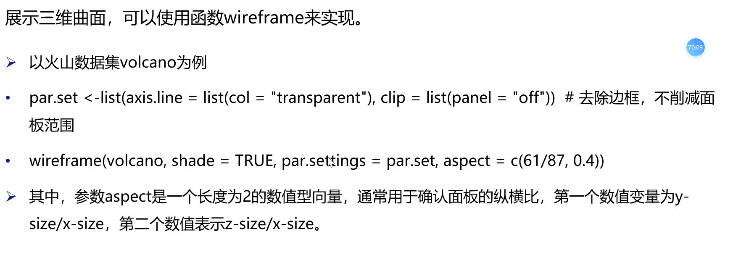 展示三维曲面，可以使用函数wireframe来实现。
➢ 以火山数据集volcano为例
• par.set <-list(axis.line = list(col = "transparent"), clip = list(panel = "off")) # 去除边框，不削减面
板范围
• wireframe(volcano, shade = TRUE, par.settings = par.set, aspect = c(61/87, 0.4))
➢ 其中，参数aspect是一个长度为2的数值型向量，通常用于确认面板的纵横比，第一个数值变量为y-
size/x-size，第二个数值表示z-size/x-size。